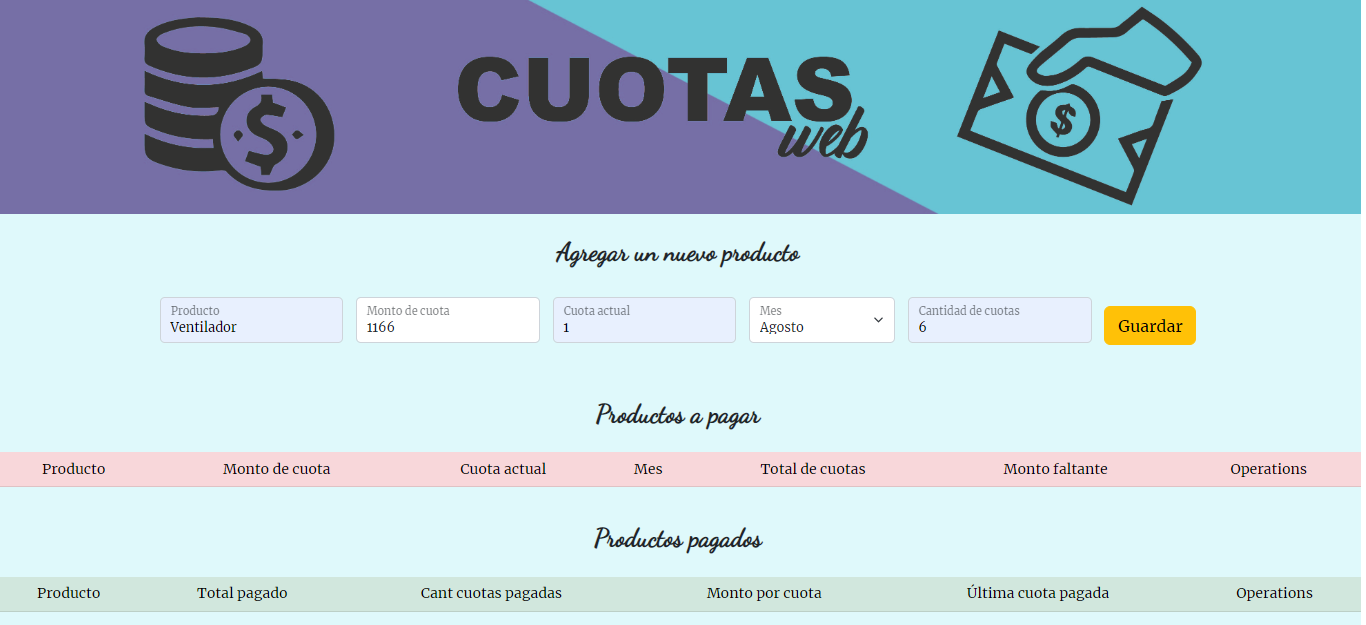 CUOTAS
web
Agregar un nuevo producto
Producto Monto de cuota Cuota actual Mes Cantidad de cuotas
Ventilador 1166 1 Agosto 6 Guardar
Productos a pagar
Producto Monto de cuota Cuota actual Mes Total de cuotas Monto faltante Operations
Productos pagados
Producto Total pagado Cant cuotas pagadas Monto por cuota Última cuota pagada Operations